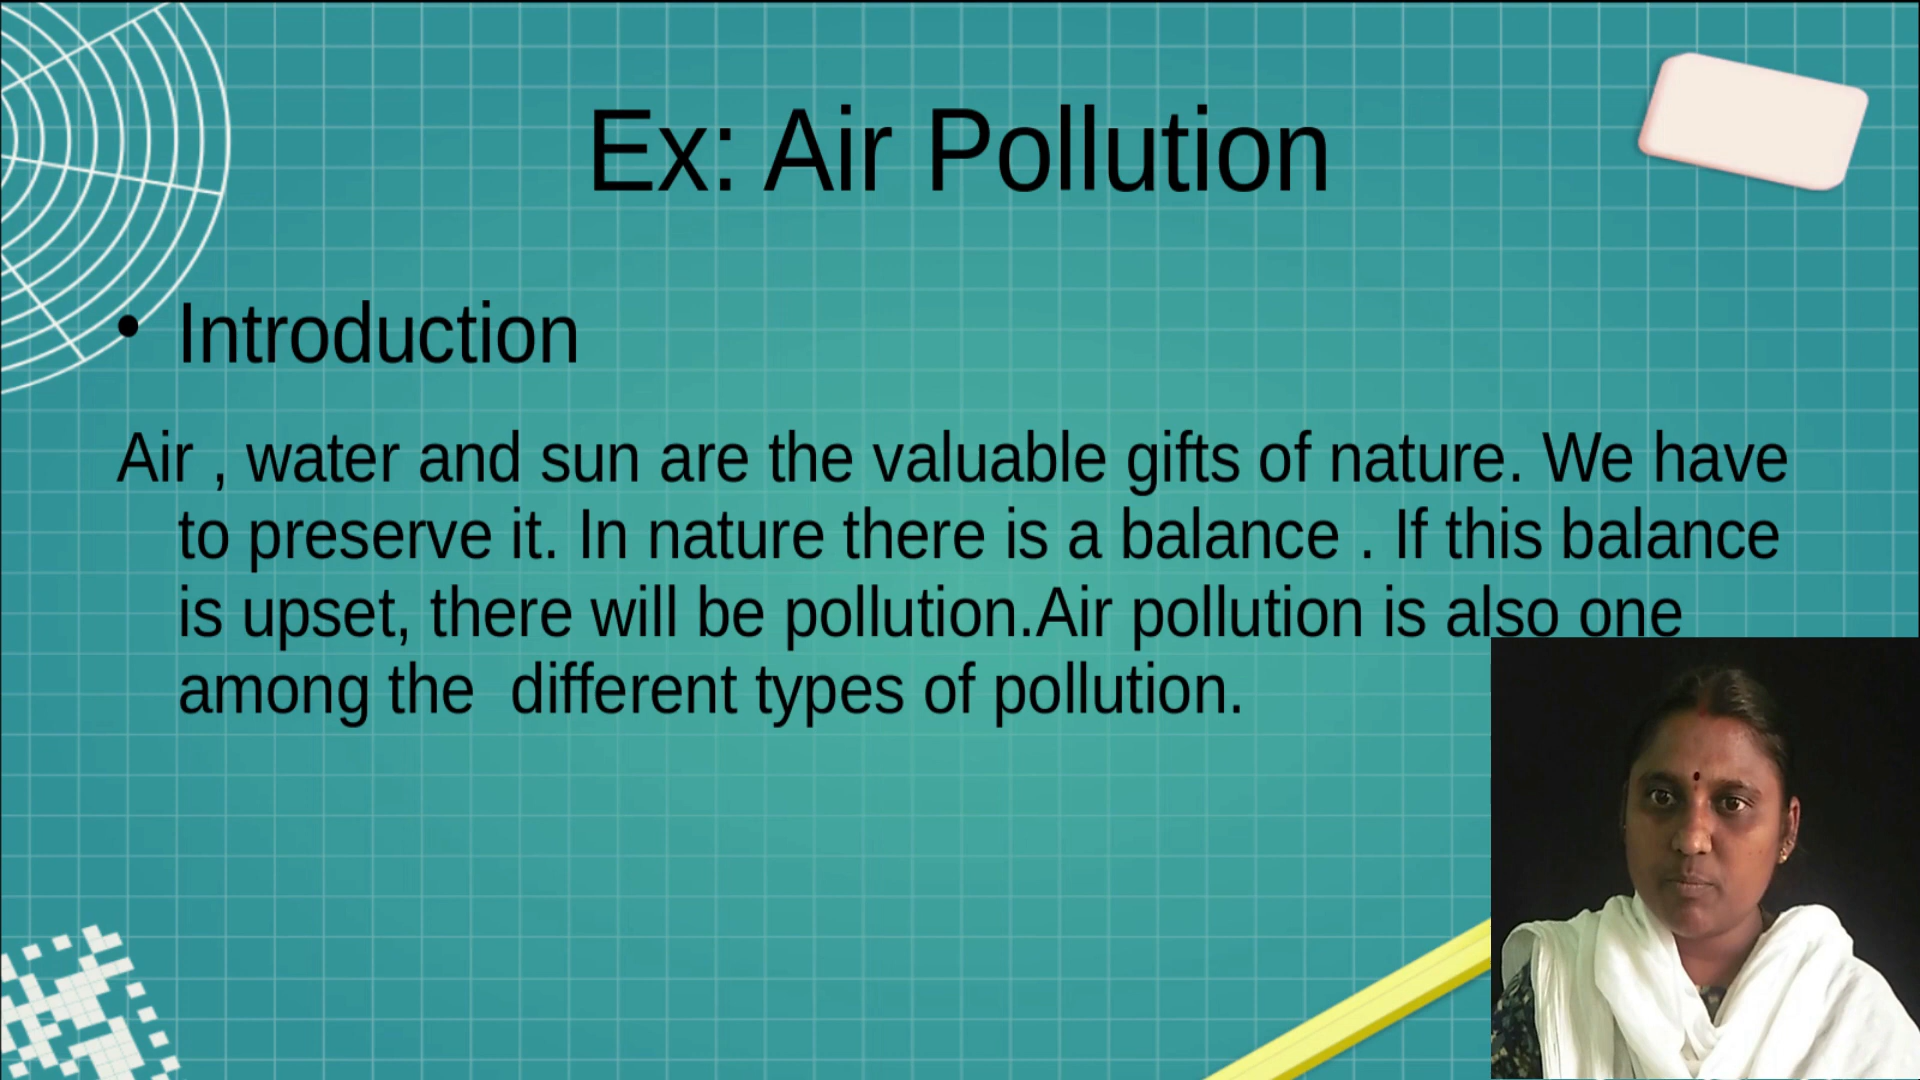 Ex: Air Pollution
• Introduction
Air , water and sun are the valuable gifts of nature. We have
to preserve it. In nature there is a balance . If this balance
is upset, there will be pollution.Air pollution is also one
among the  different types of pollution.